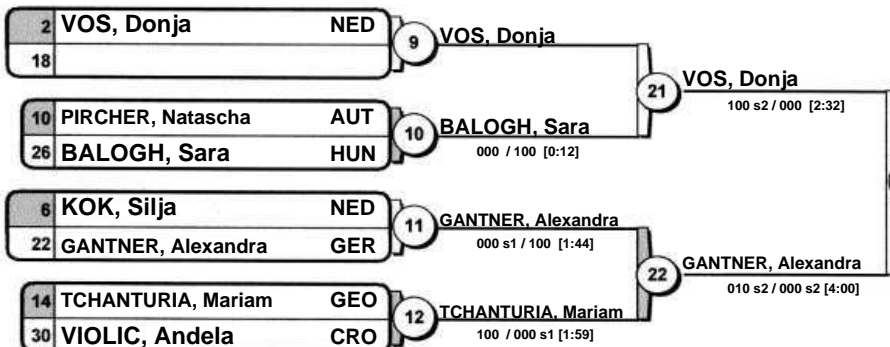 2 VOS, Donja NED
18
10 PIRCHER, Natascha AUT
26 BALOGH, Sara HUN
6 KOK, Silja NED
22 GANTNER, Alexandra GER
14 TCHANTURIA, Mariam GEO
30 VIOLIC, Andela CRO
9 VOS, Donja
10 BALOGH, Sara
000 / 100 [0:12]
11 GANTNER, Alexandra
000 s1 / 100 [1:44]
12 TCHANTURIA, Mariam
100 / 000 s1 [1:59]
21 VOS, Donja
100 s2 / 000 [2:32]
22 GANTNER, Alexandra
010 s2 / 000 s2 [4:00]